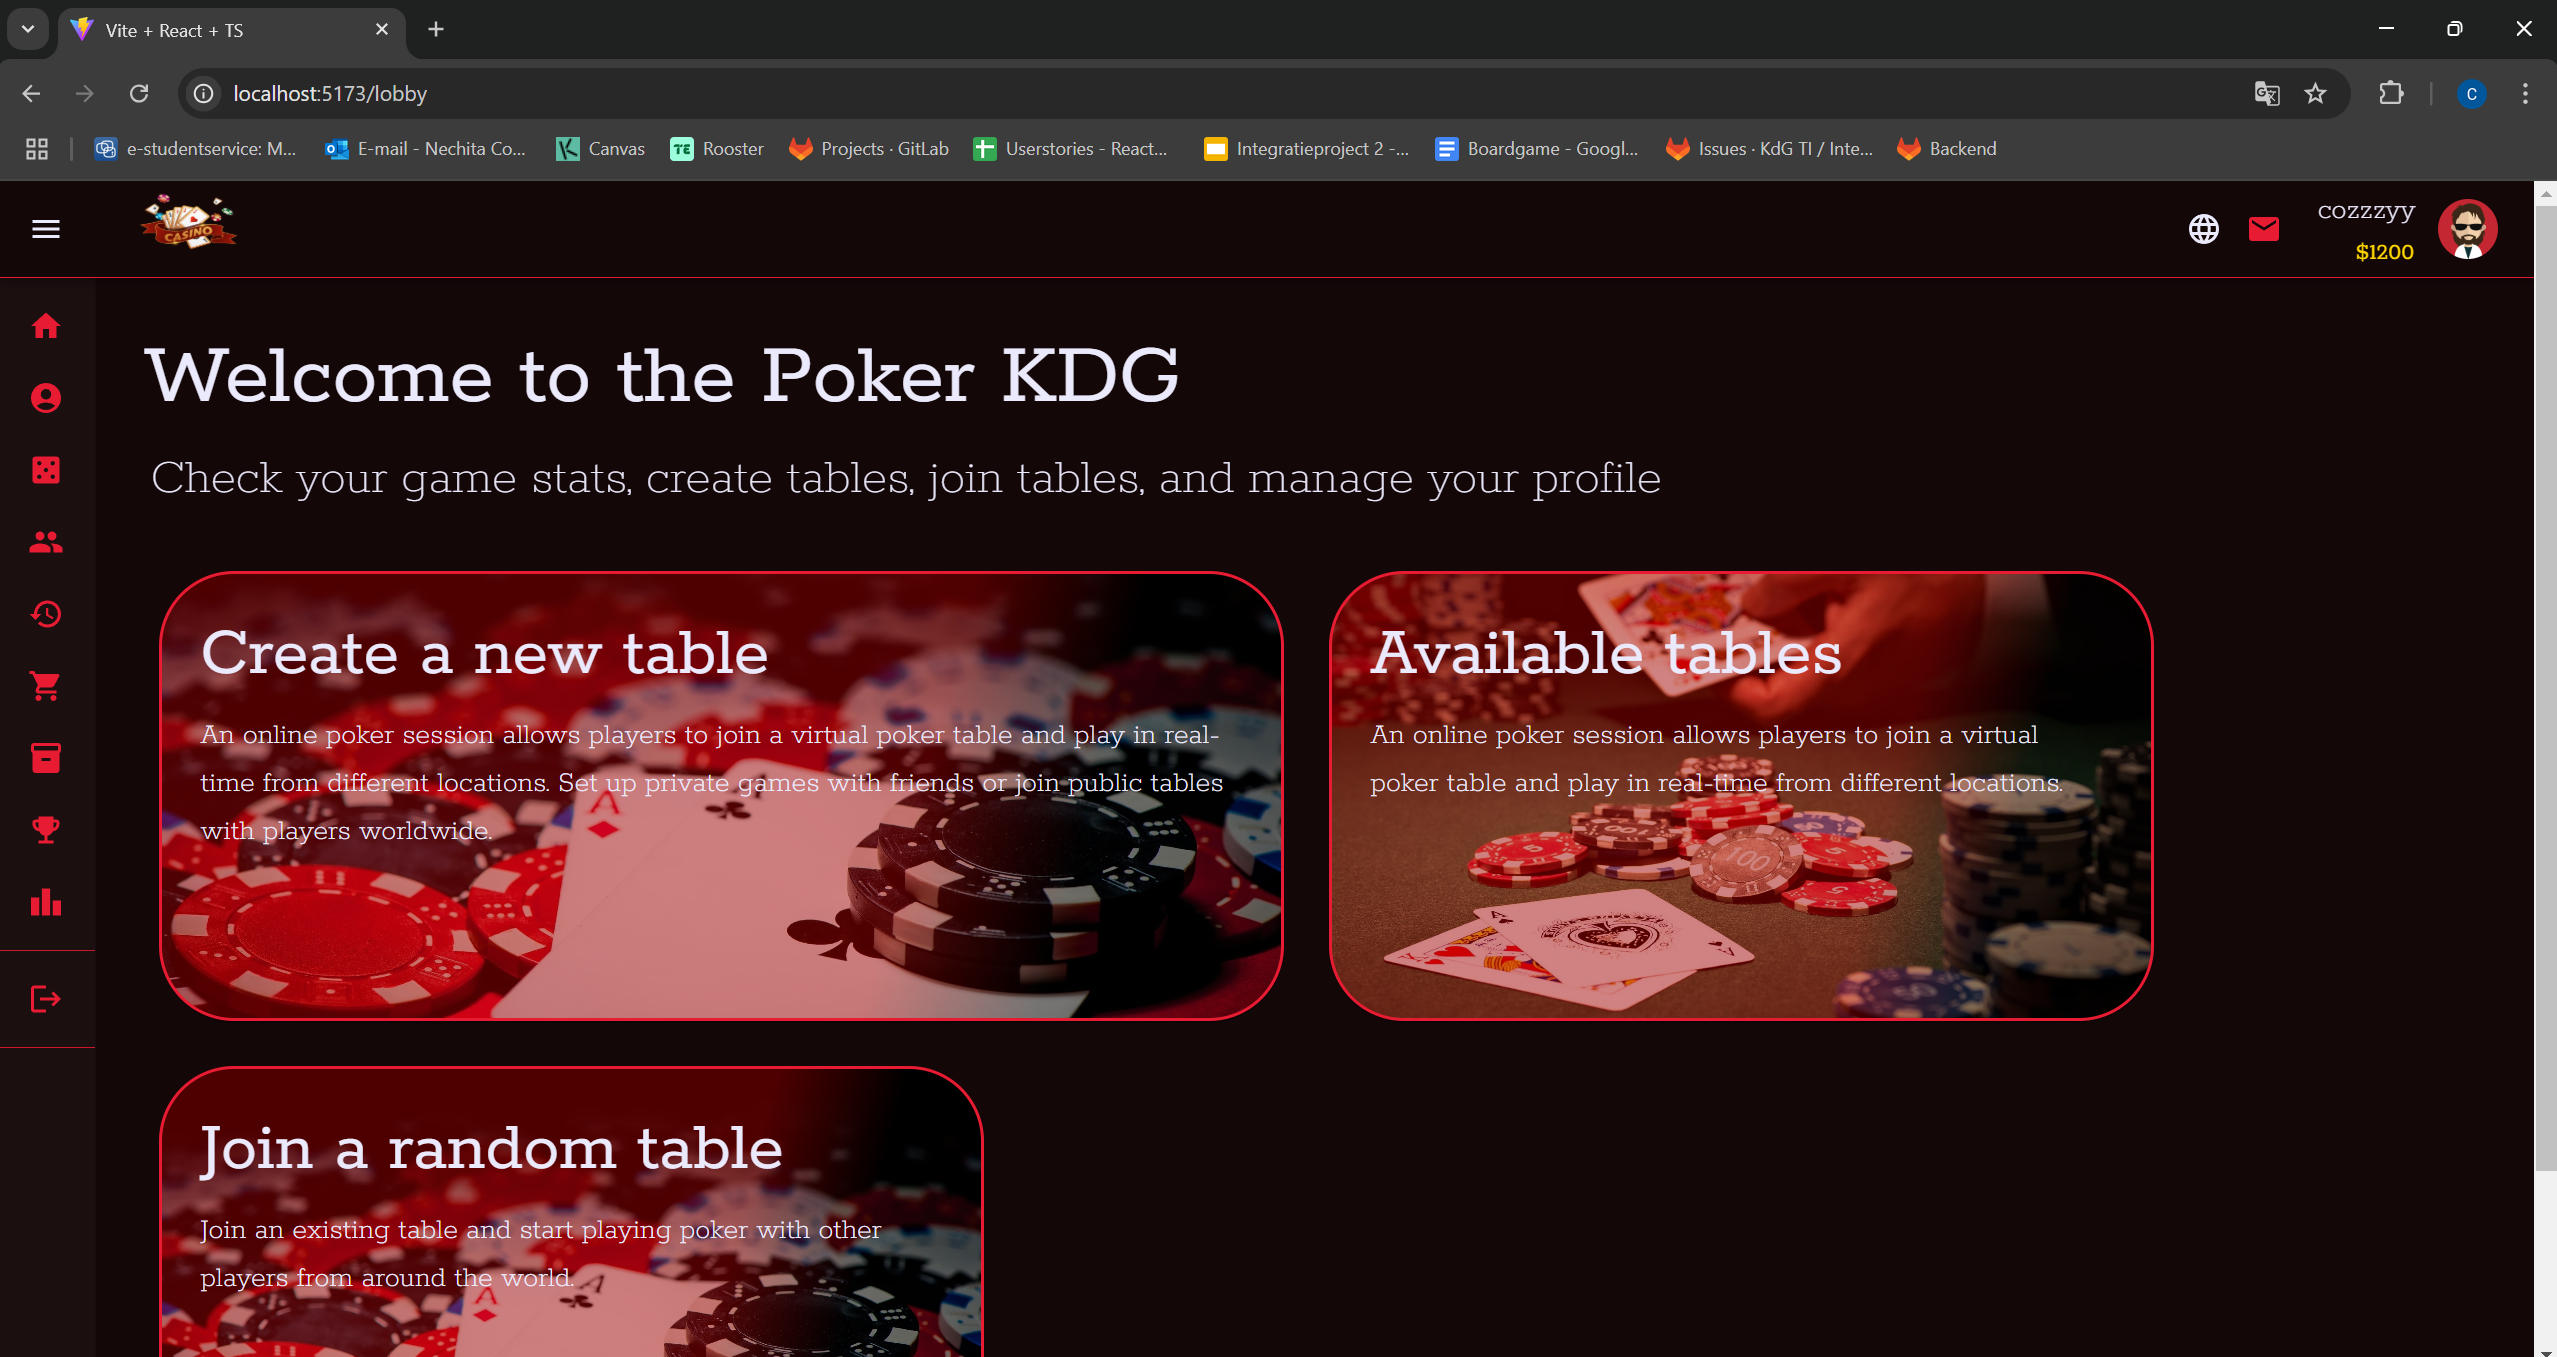 Vite + React + TS
localhost:5173/lobby
e-studentservice: M...
E-mail - Nechita Co...
Canvas
Rooster
Projects · GitLab
Userstories - React...
Integratieproject 2 -...
Boardgame - Googl...
Issues · KdG TI / Inte...
Backend
C
CASINO
cozzzyy
$1200
Welcome to the Poker KDG
Check your game stats, create tables, join tables, and manage your profile
Create a new table
An online poker session allows players to join a virtual poker table and play in real-
time from different locations. Set up private games with friends or join public tables
with players worldwide.
Available tables
An online poker session allows players to join a virtual
poker table and play in real-time from different locations.
Join a random table
Join an existing table and start playing poker with other
players from around the world.